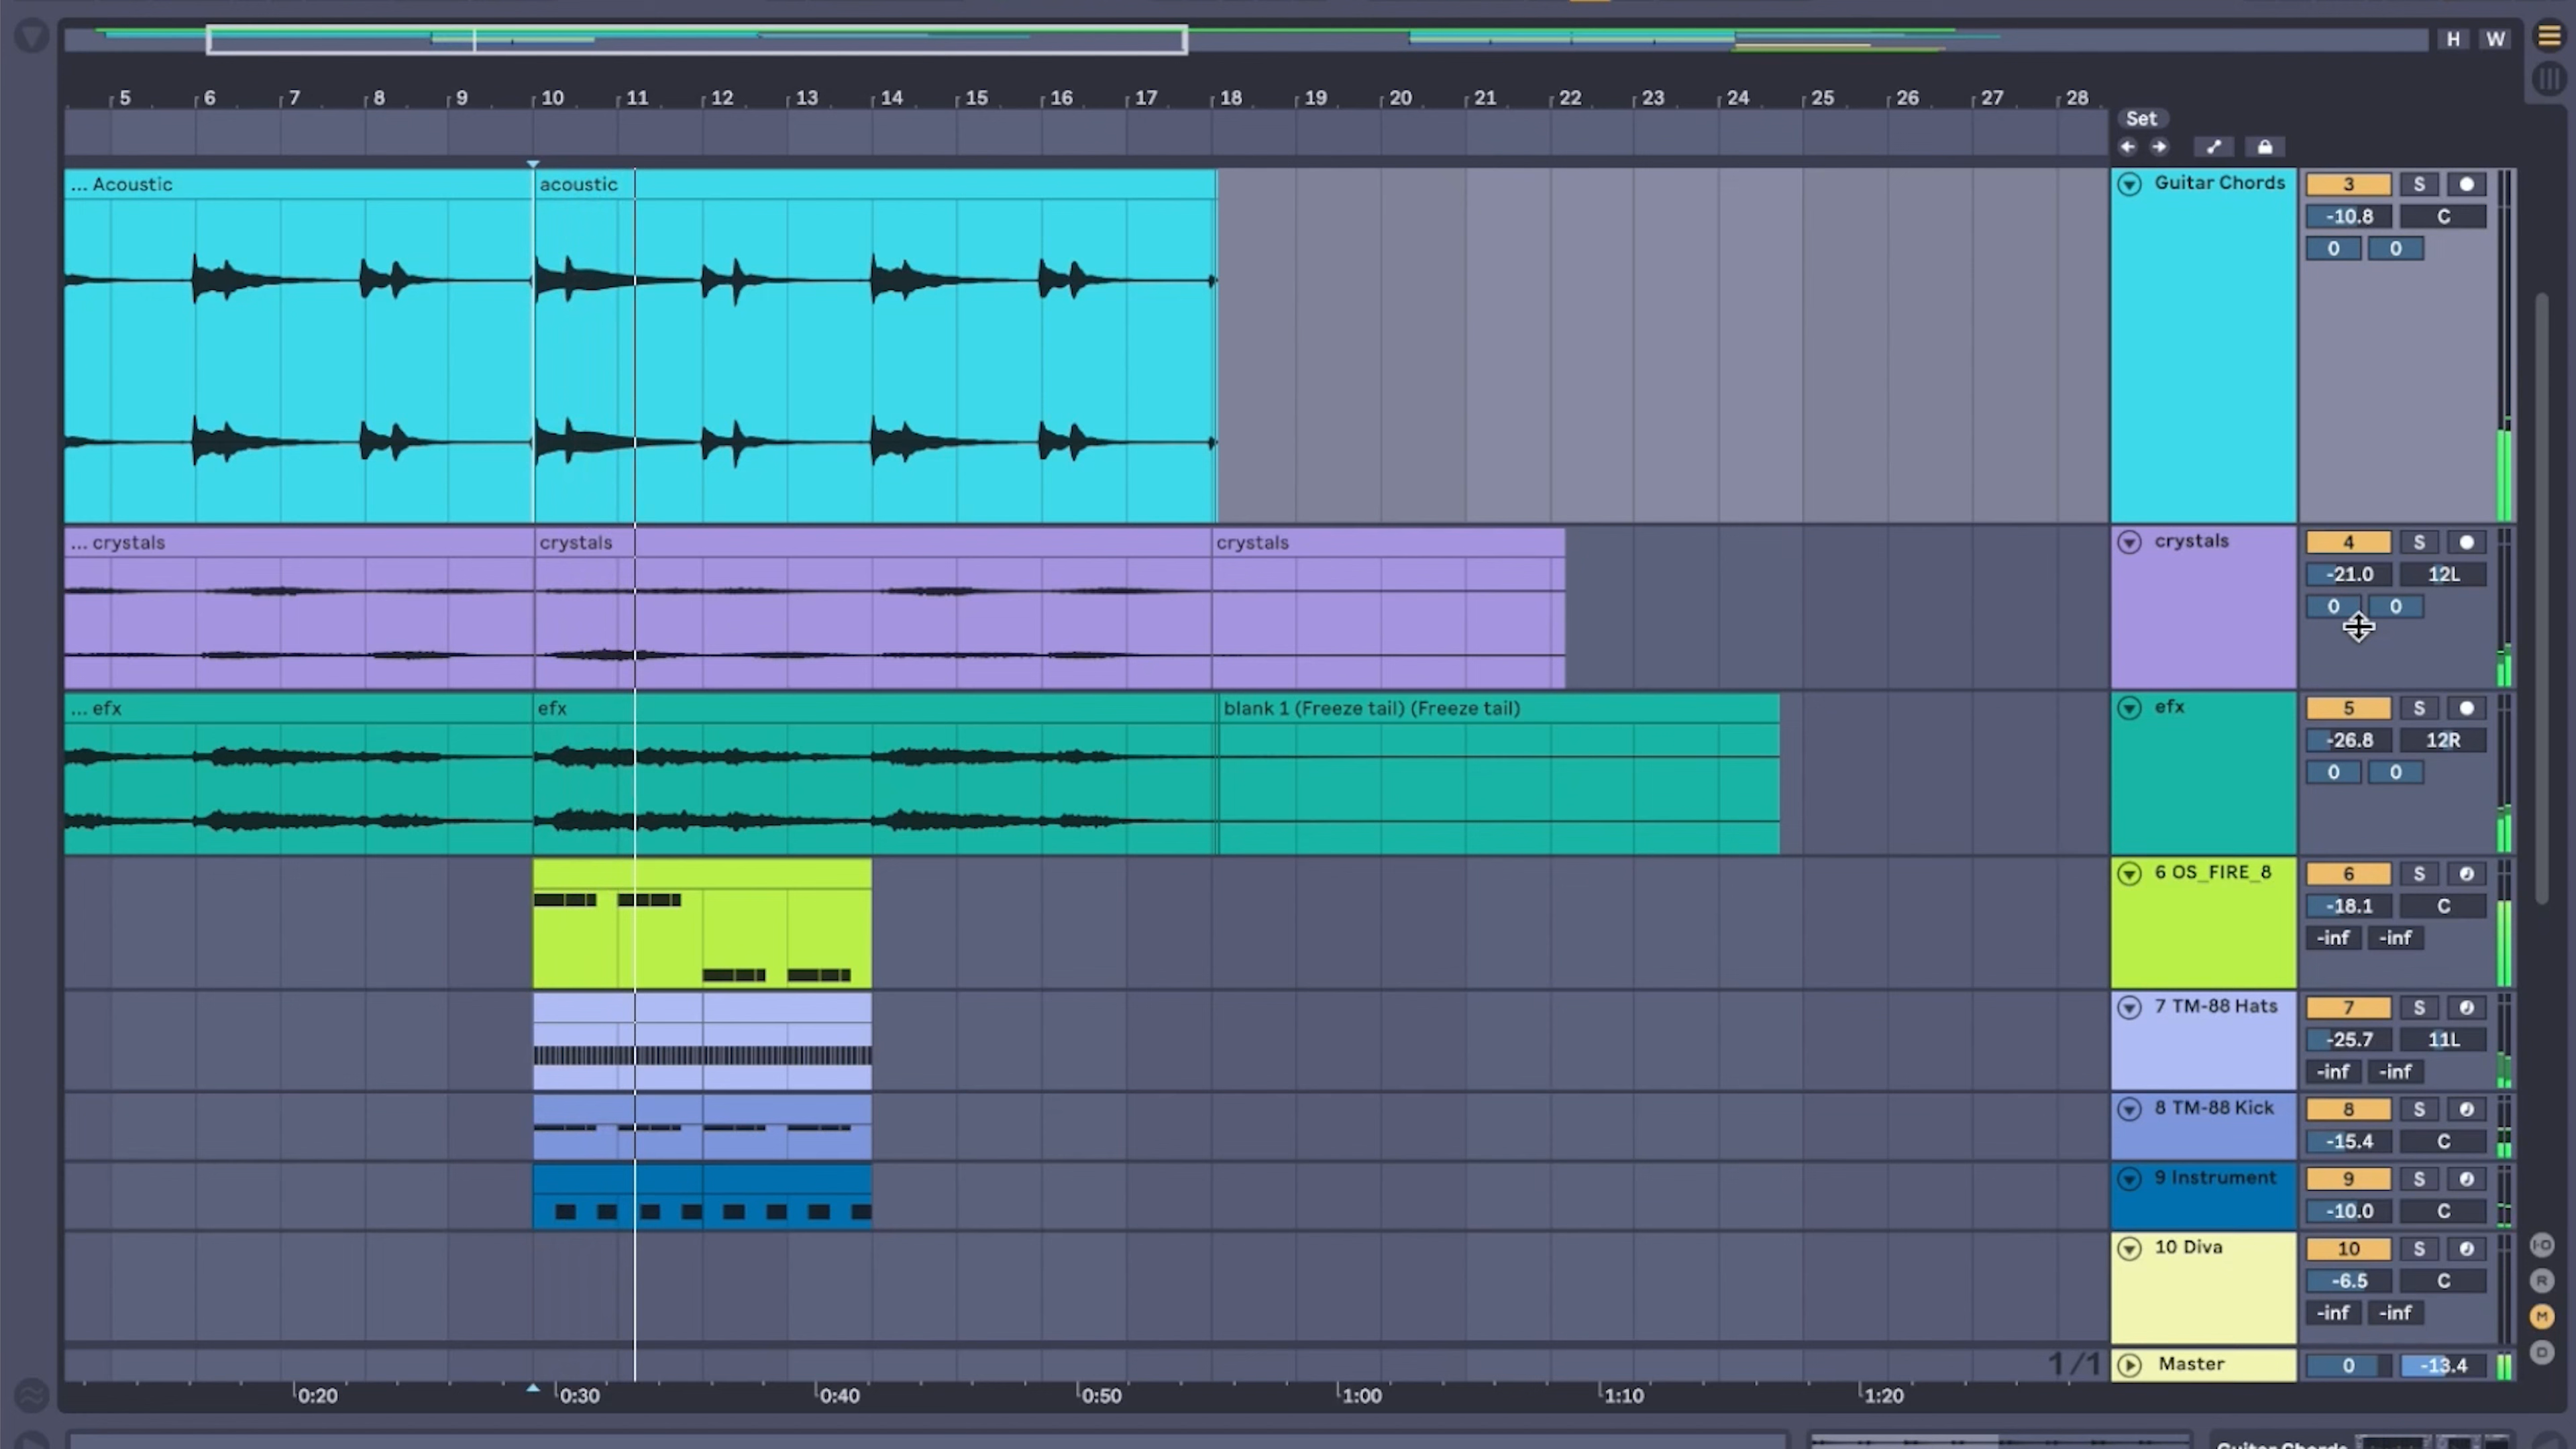 H W
5 6 7 8 9 10 11 12 13 14 15 16 17 18 19 20 21 22 23 24 25 26 27 28
Set
... Acoustic acoustic Guitar Chords 3 S
-10.8 C
0 0
... crystals crystals crystals crystals 4 S
-21.0 12L
0 0
... efx efx blank 1 (Freeze tail) (Freeze tail) efx 5 S
-26.8 12R
0 0
6 OS_FIRE_8 6 S
-18.1 C
-inf -inf
7 TM-88 Hats 7 S
-25.7 11L
-inf -inf
8 TM-88 Kick 8 S
-15.4 C
9 Instrument 9 S
-10.0 C
I-O
10 Diva 10 S
-6.5 C R
-inf -inf M
D
1/1 Master 0 -13.4
0:20 0:30 0:40 0:50 1:00 1:10 1:20
Guitar Chords